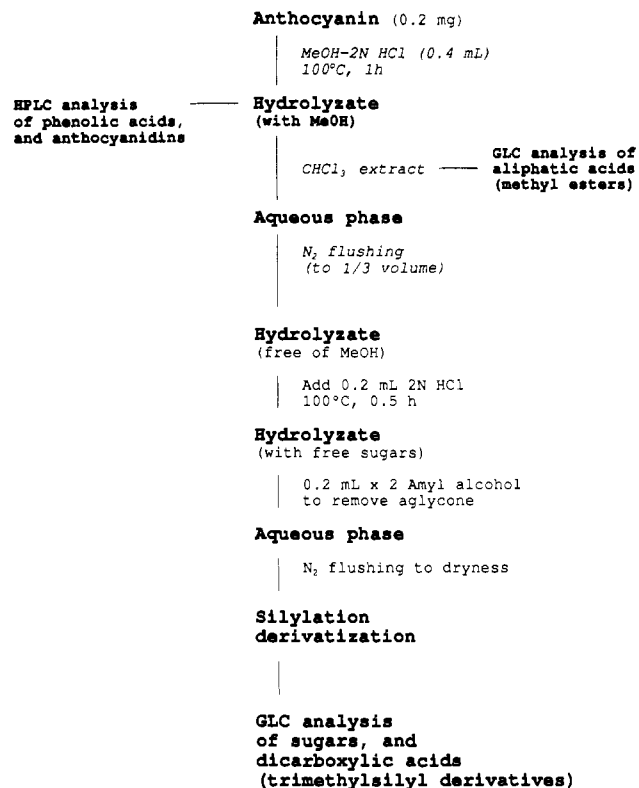 Anthocyanin (0.2 mg)
MeOH-2N HCl (0.4 mL)
100°C, 1h
HPLC analysis
of phenolic acids,
and anthocyanidins
Hydrolyzate
(with MeOH)
CHCl₃ extract
GLC analysis of
aliphatic acids
(methyl esters)
Aqueous phase
N₂ flushing
(to 1/3 volume)
Hydrolyzate
(free of MeOH)
Add 0.2 mL 2N HCl
100°C, 0.5 h
Hydrolyzate
(with free sugars)
0.2 mL x 2 Amyl alcohol
to remove aglycone
Aqueous phase
N₂ flushing to dryness
Silylation
derivatization
GLC analysis
of sugars, and
dicarboxylic acids
(trimethylsilyl derivatives)